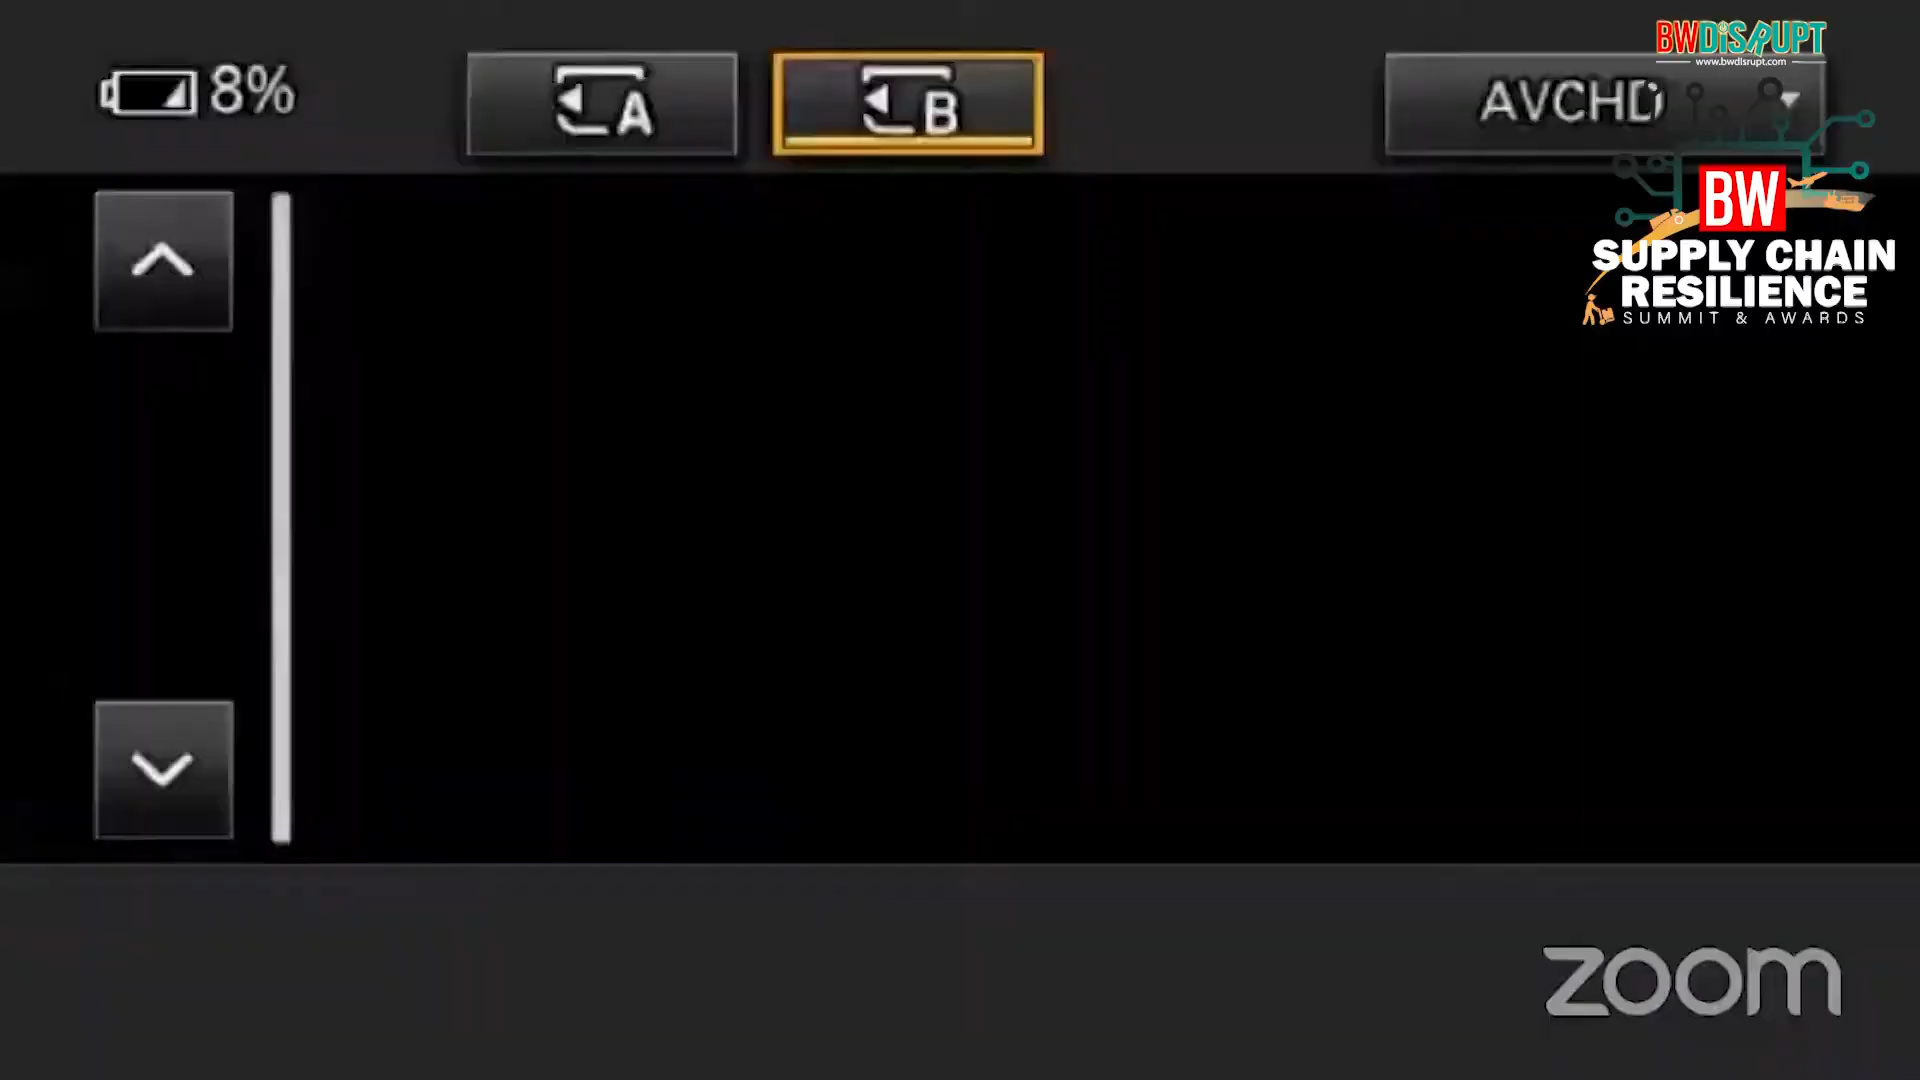 BWDISRUPT
www.bwdisrupt.com
8%
A
B
AVCHD
BW
SUPPLY CHAIN
RESILIENCE
SUMMIT & AWARDS
zoom